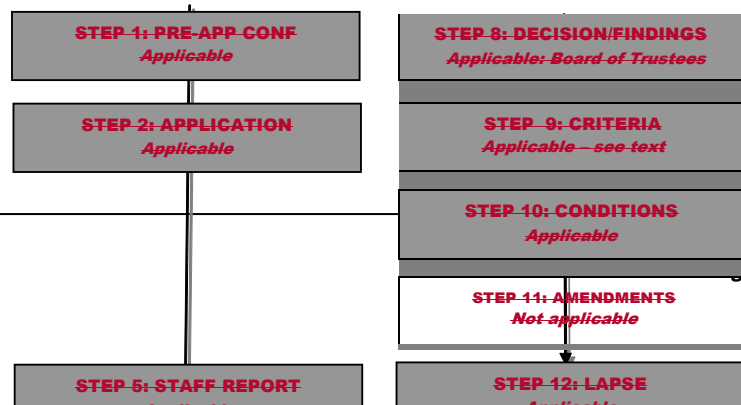 STEP 1: PRE-APP CONF
Applicable
STEP 2: APPLICATION
Applicable
STEP 5: STAFF REPORT
STEP 8: DECISION/FINDINGS
Applicable: Board of Trustees
STEP 9: CRITERIA
Applicable – see text
STEP 10: CONDITIONS
Applicable
STEP 11: AMENDMENTS
Not applicable
STEP 12: LAPSE
Applicable